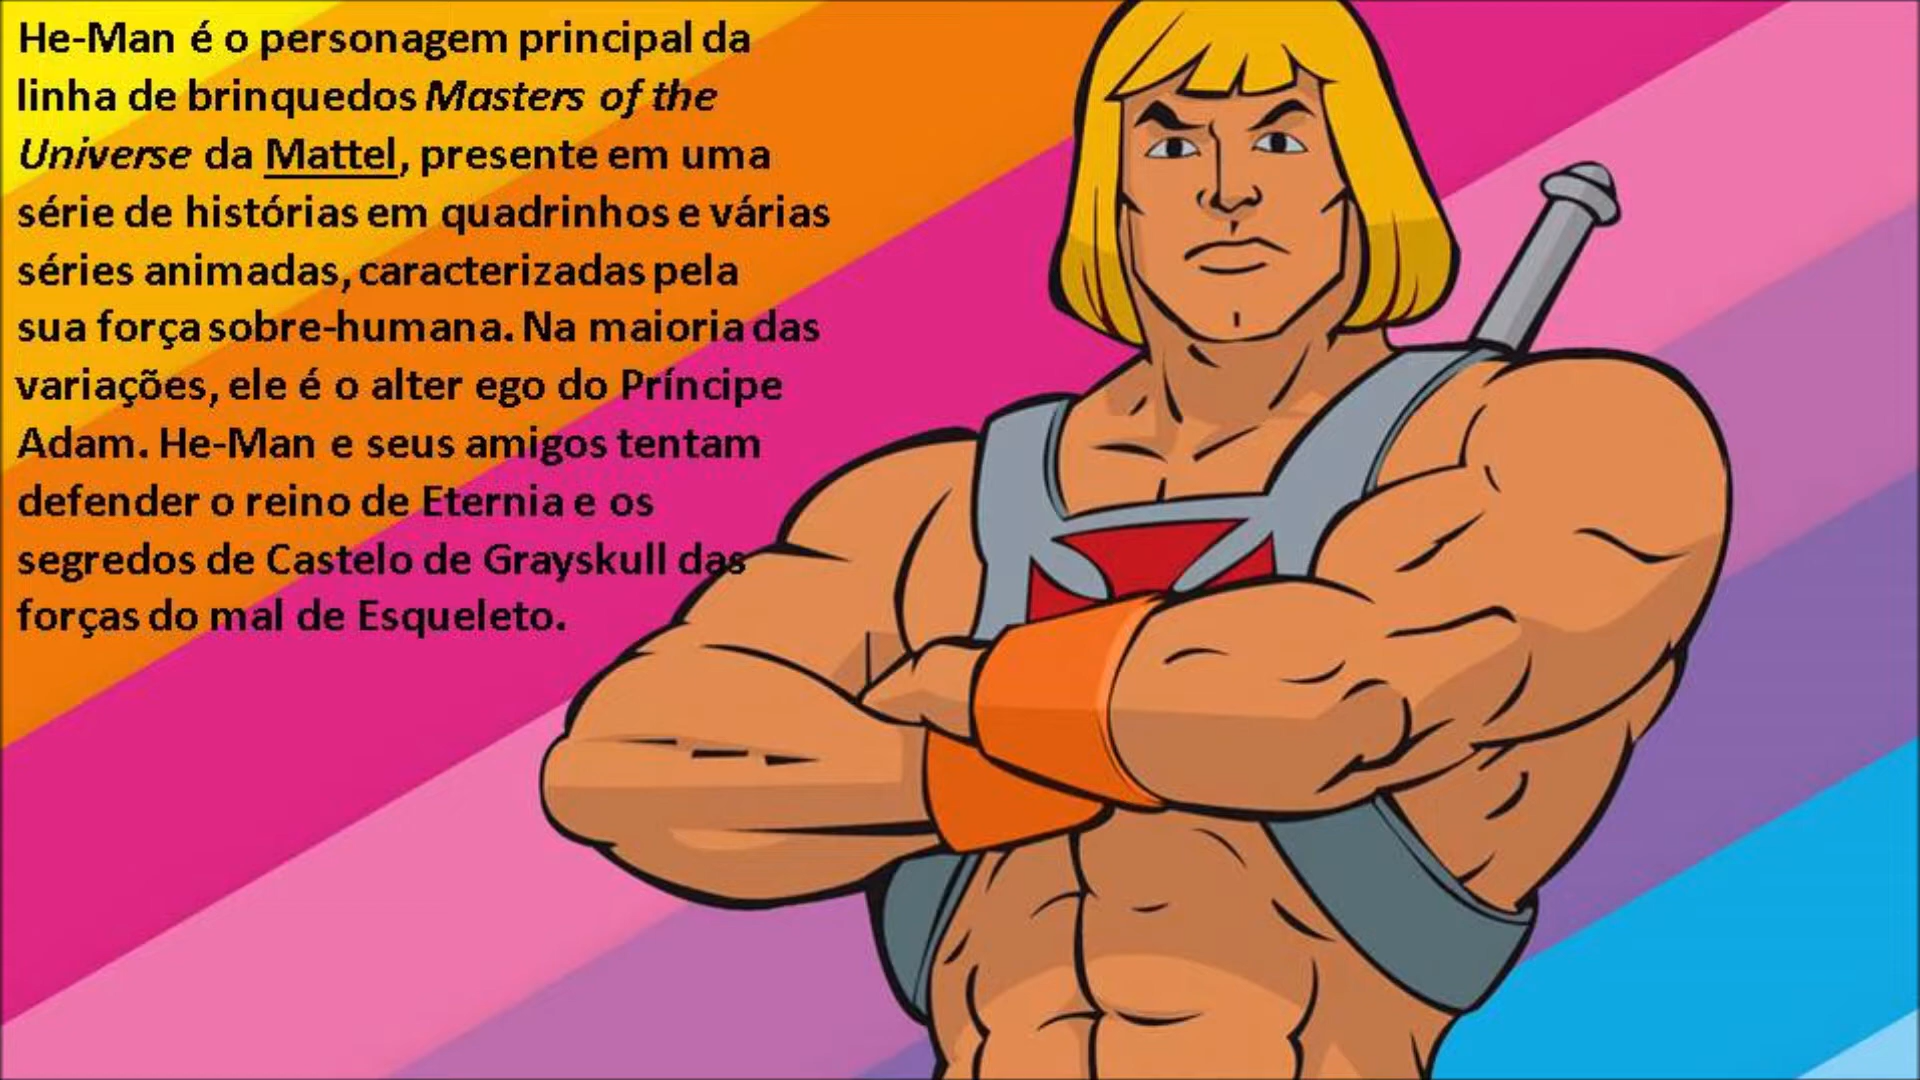 He-Man é o personagem principal da
linha de brinquedos Masters of the
Universe da Mattel, presente em uma
série de histórias em quadrinhos e várias
séries animadas, caracterizadas pela
sua força sobre-humana. Na maioria das
variações, ele é o alter ego do Príncipe
Adam. He-Man e seus amigos tentam
defender o reino de Eternia e os
segredos de Castelo de Grayskull das
forças do mal de Esqueleto.